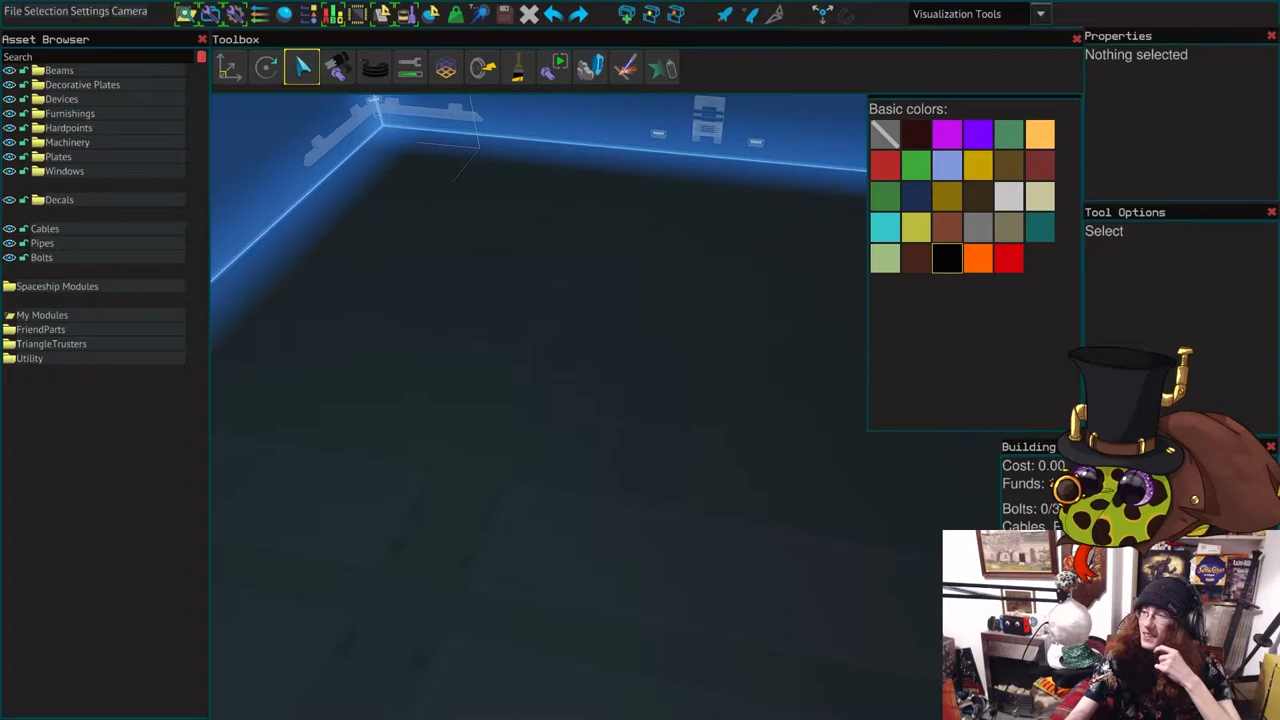 File Selection Settings Camera
Visualization Tools
Asset Browser
Toolbox
Properties
Search
Nothing selected
Beams
Decorative Plates
Devices
Furnishings
Hardpoints
Machinery
Plates
Windows
Decals
Cables
Pipes
Bolts
Spaceship Modules
My Modules
FriendParts
TriangleTrusters
Utility
Basic colors:
Tool Options
Select
Building
Cost: 0.00
Funds:
Bolts: 0/3
Cables,